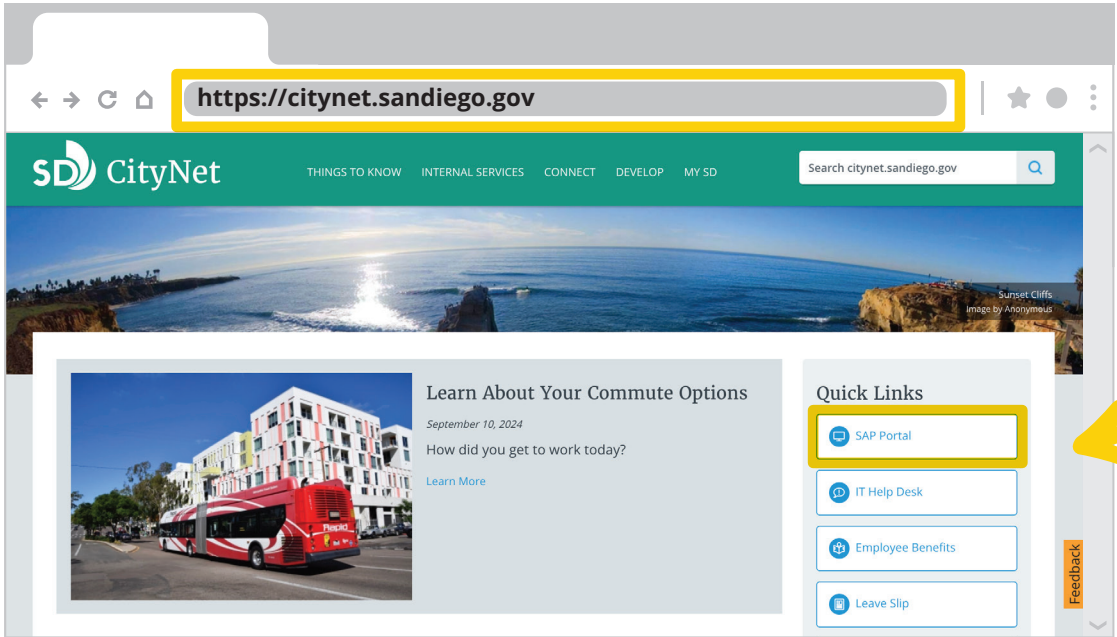 https://citynet.sandiego.gov
SD CityNet
THINGS TO KNOW INTERNAL SERVICES CONNECT DEVELOP MY SD
Search citynet.sandiego.gov
Sunset Cliffs
Image by Anonymous
Learn About Your Commute Options
September 10, 2024
How did you get to work today?
Learn More
Rapid
Quick Links
SAP Portal
IT Help Desk
Employee Benefits
Leave Slip
Feedback